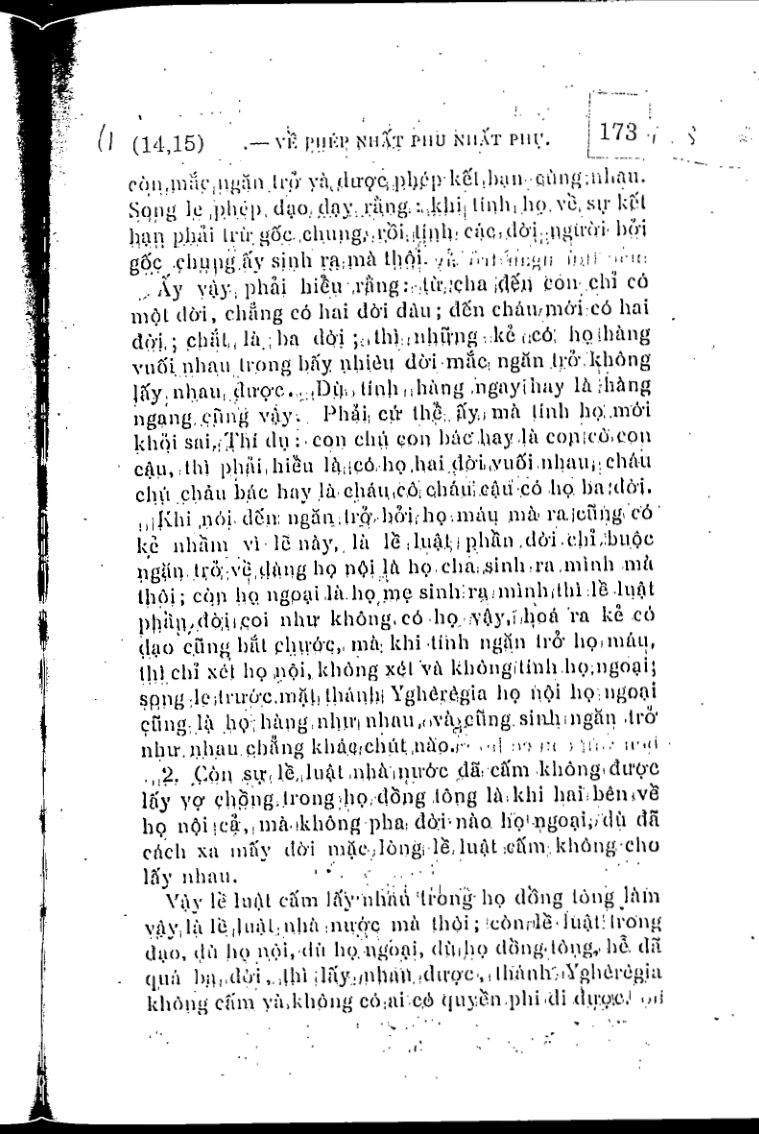 (14,15) — VỀ PHÉP NHẤT PHU NHẤT PHỤ. 173
còn mắc ngăn trở và được phép kết bạn cùng nhau.
Song le phép đạo dạy rằng : khi tính họ về sự kết
bạn phải trừ gốc chung, rồi tính các đời người bởi
gốc chung ấy sinh ra mà thôi.
Ấy vậy phải hiểu rằng : từ cha đến con chỉ có
một đời, chẳng có hai đời đâu ; đến cháu mới có hai
đời ; chắt là ba đời ; thì những kẻ có họ hàng
vuối nhau trong bấy nhiêu đời mắc ngăn trở không
lấy nhau được. Dù tính hàng ngay hay là hàng
ngang cũng vậy. Phải cứ thể ấy mà tính họ mới
khỏi sai, Thí dụ : con chú con bác hay là con cô con
cậu, thì phải hiểu là có họ hai đời vuối nhau, cháu
chú cháu bác hay là cháu cô cháu cậu có họ ba đời.
Khi nói đến ngăn trở bởi họ máu mà ra cũng có
kẻ nhầm vì lẽ này, là lề luật phần đời chỉ buộc
ngăn trở về dàng họ nội là họ cha sinh ra mình mà
thôi ; còn họ ngoại là họ mẹ sinh ra mình thì lề luật
phần đời coi như không có họ vậy, hoá ra kẻ có
đạo cũng bắt chước, mà khi tính ngăn trở họ máu,
thì chỉ xét họ nội, không xét và không tính họ ngoại ;
song le trước mặt thánh Yghêrêgia họ nội họ ngoại
cũng là họ hàng như nhau, và cũng sinh ngăn trở
như nhau chẳng khác chút nào.
2. Còn sự lề luật nhà nước đã cấm không được
lấy vợ chồng trong họ đồng tông là khi hai bên về
họ nội cả, mà không pha đời nào họ ngoại, dù đã
cách xa mấy đời mặc lòng lề luật cấm không cho
lấy nhau.
Vậy lề luật cấm lấy nhau trong họ đồng tông làm
vậy là lề luật nhà nước mà thôi ; còn lề luật trong
đạo, dù họ nội, dù họ ngoại, dù họ đồng tông, hễ đã
quá ba đời, thì lấy nhau được, thánh Yghêrêgia
không cấm và không có ai có quyền phi đi được.